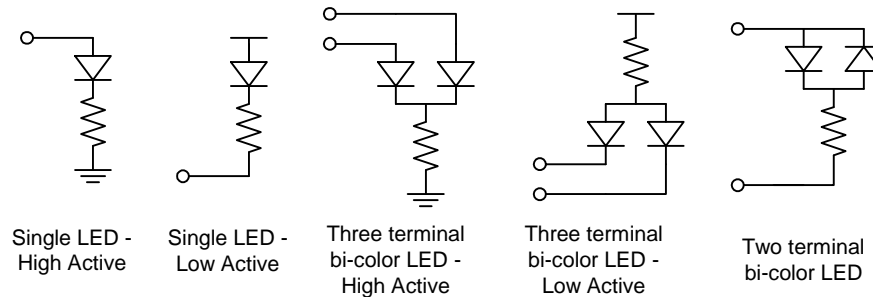 Single LED -
High Active
Single LED -
Low Active
Three terminal
bi-color LED -
High Active
Three terminal
bi-color LED -
Low Active
Two terminal
bi-color LED